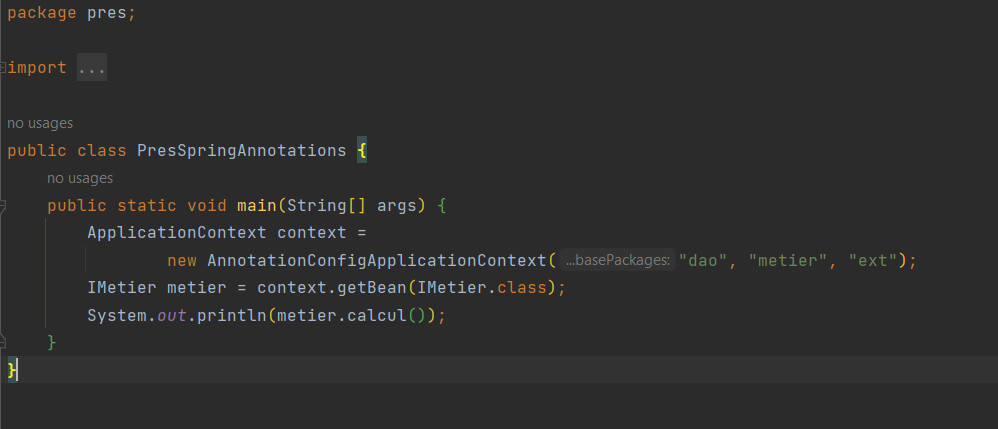 package pres;
import ...
no usages
public class PresSpringAnnotations {
no usages
public static void main(String[] args) {
ApplicationContext context =
new AnnotationConfigApplicationContext( ...basePackages: "dao", "metier", "ext");
IMetier metier = context.getBean(IMetier.class);
System.out.println(metier.calcul());
}
}